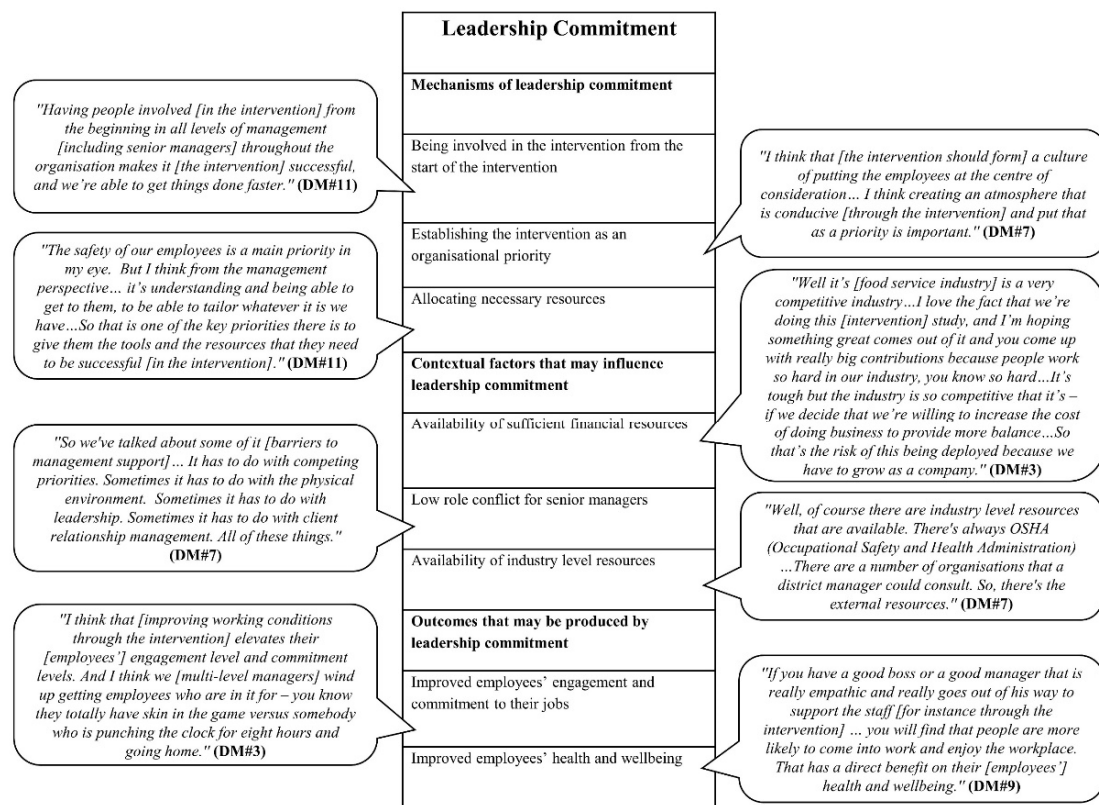 Leadership Commitment
Mechanisms of leadership commitment
"Having people involved [in the intervention] from
the beginning in all levels of management
[including senior managers] throughout the
organisation makes it [the intervention] successful,
and we're able to get things done faster." (DM#11)
Being involved in the intervention from the
start of the intervention
"I think that [the intervention should form] a culture
of putting the employees at the centre of
consideration… I think creating an atmosphere that
is conducive [through the intervention] and put that
as a priority is important." (DM#7)
Establishing the intervention as an
organisational priority
"The safety of our employees is a main priority in
my eye.  But I think from the management
perspective… it's understanding and being able to
get to them, to be able to tailor whatever it is we
have…So that is one of the key priorities there is to
give them the tools and the resources that they need
to be successful [in the intervention]." (DM#11)
Allocating necessary resources
Contextual factors that may influence
leadership commitment
"Well it's [food service industry] is a very
competitive industry…I love the fact that we're
doing this [intervention] study, and I'm hoping
something great comes out of it and you come up
with really big contributions because people work
so hard in our industry, you know so hard…It's
tough but the industry is so competitive that it's –
if we decide that we're willing to increase the cost
of doing business to provide more balance…So
that's the risk of this being deployed because we
have to grow as a company." (DM#3)
Availability of sufficient financial resources
"So we've talked about some of it [barriers to
management support]… It has to do with competing
priorities. Sometimes it has to do with the physical
environment.  Sometimes it has to do with
leadership. Sometimes it has to do with client
relationship management. All of these things."
(DM#7)
Low role conflict for senior managers
"Well, of course there are industry level resources
that are available. There's always OSHA
(Occupational Safety and Health Administration)
…There are a number of organisations that a
district manager could consult. So, there's the
external resources." (DM#7)
Availability of industry level resources
Outcomes that may be produced by
leadership commitment
"I think that [improving working conditions
through the intervention] elevates their
[employees'] engagement level and commitment
levels. And I think we [multi-level managers] wind
up getting employees who are in it for – you know
they totally have skin in the game versus somebody
who is punching the clock for eight hours and
going home." (DM#3)
Improved employees' engagement and
commitment to their jobs
"If you have a good boss or a good manager that is
really empathic and really goes out of his way to
support the staff [for instance through the
intervention] … you will find that people are more
likely to come into work and enjoy the workplace.
That has a direct benefit on their [employees']
health and wellbeing." (DM#9)
Improved employees' health and wellbeing